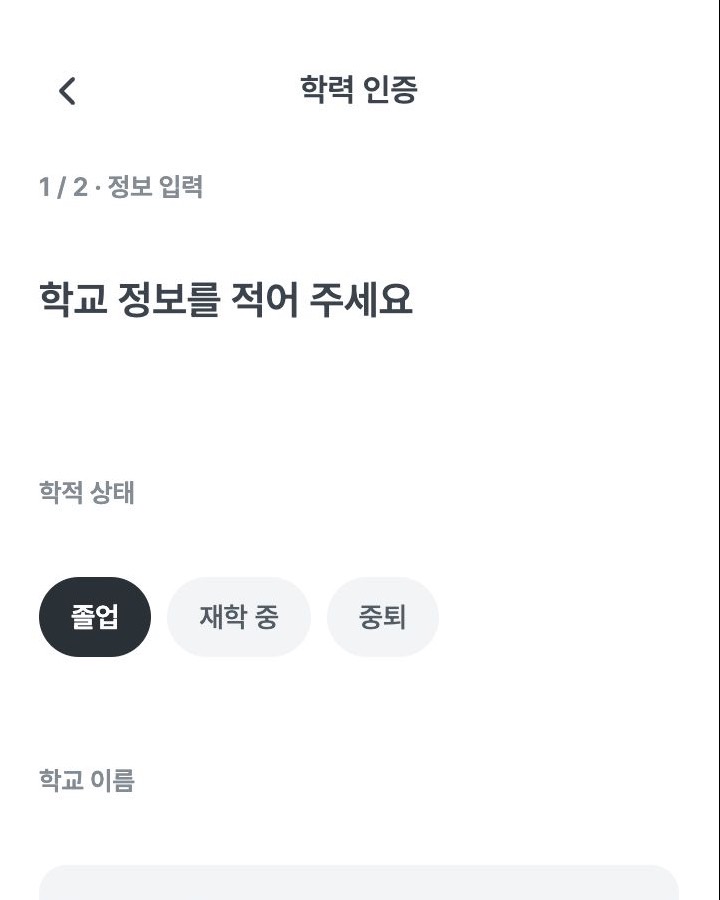 학력 인증
1 / 2 · 정보 입력
학교 정보를 적어 주세요
학적 상태
졸업 재학 중 중퇴
학교 이름